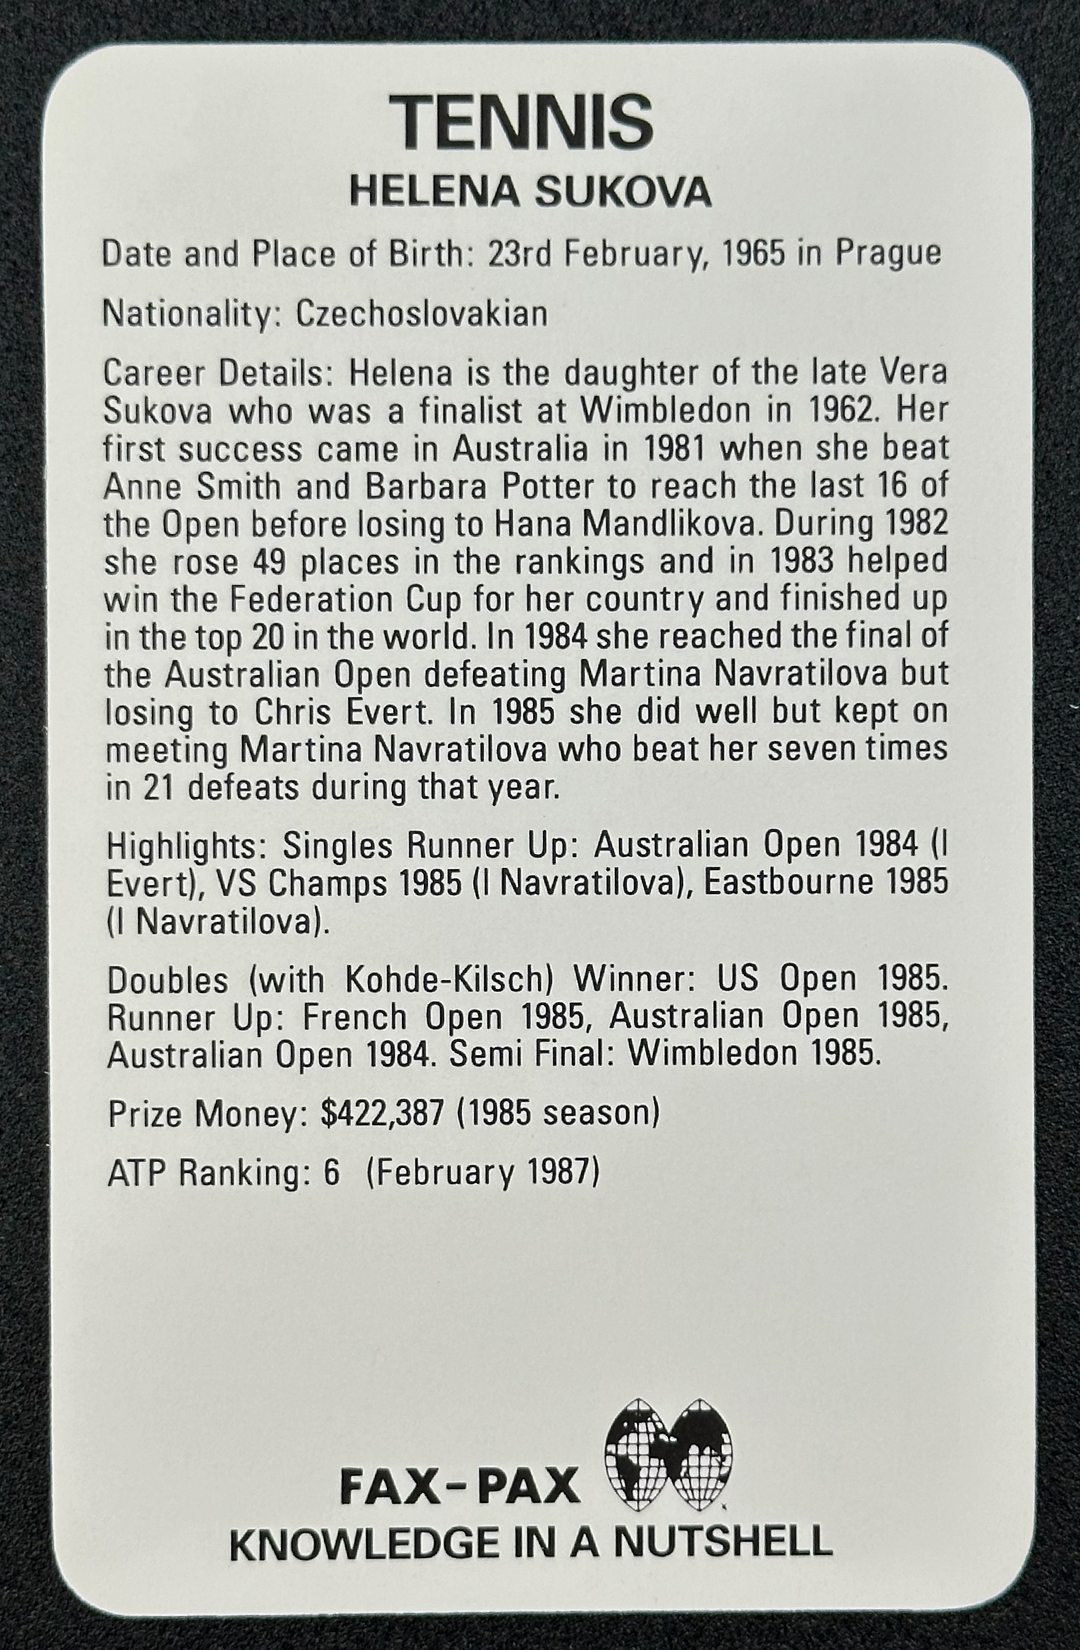 TENNIS
HELENA SUKOVA
Date and Place of Birth: 23rd February, 1965 in Prague
Nationality: Czechoslovakian
Career Details: Helena is the daughter of the late Vera
Sukova who was a finalist at Wimbledon in 1962. Her
first success came in Australia in 1981 when she beat
Anne Smith and Barbara Potter to reach the last 16 of
the Open before losing to Hana Mandlikova. During 1982
she rose 49 places in the rankings and in 1983 helped
win the Federation Cup for her country and finished up
in the top 20 in the world. In 1984 she reached the final of
the Australian Open defeating Martina Navratilova but
losing to Chris Evert. In 1985 she did well but kept on
meeting Martina Navratilova who beat her seven times
in 21 defeats during that year.
Highlights: Singles Runner Up: Australian Open 1984 (l
Evert), VS Champs 1985 (l Navratilova), Eastbourne 1985
(l Navratilova).
Doubles (with Kohde-Kilsch) Winner: US Open 1985.
Runner Up: French Open 1985, Australian Open 1985,
Australian Open 1984. Semi Final: Wimbledon 1985.
Prize Money: $422,387 (1985 season)
ATP Ranking: 6 (February 1987)
FAX-PAX
KNOWLEDGE IN A NUTSHELL